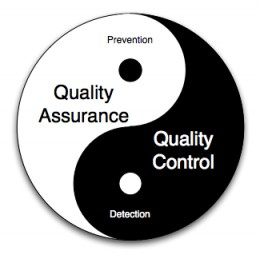 Prevention
Quality
Assurance
Quality
Control
Detection